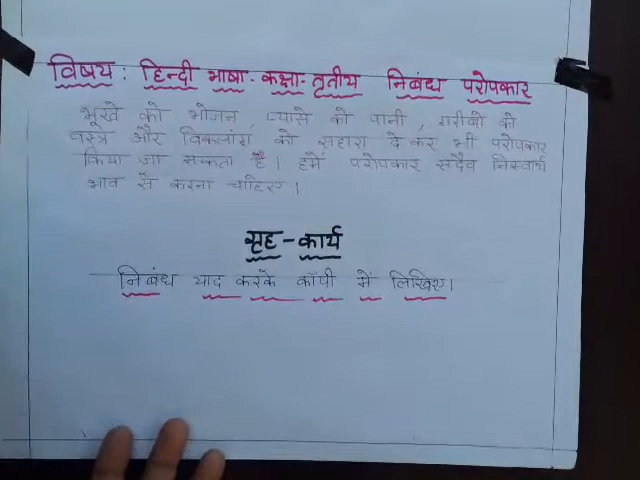 विषय : हिन्दी भाषा - कक्षा - तृतीय निबंध परोपकार
भूखे को भोजन, प्यासे को पानी, गरीबो को
वस्त्र और विकलांग को सहारा दे कर भी परोपकार
किया जा सकता है। हमें परोपकार सदैव निस्वार्थ
भाव से करना चाहिए।
गृह - कार्य
निबंध याद करके कॉपी में लिखिए।